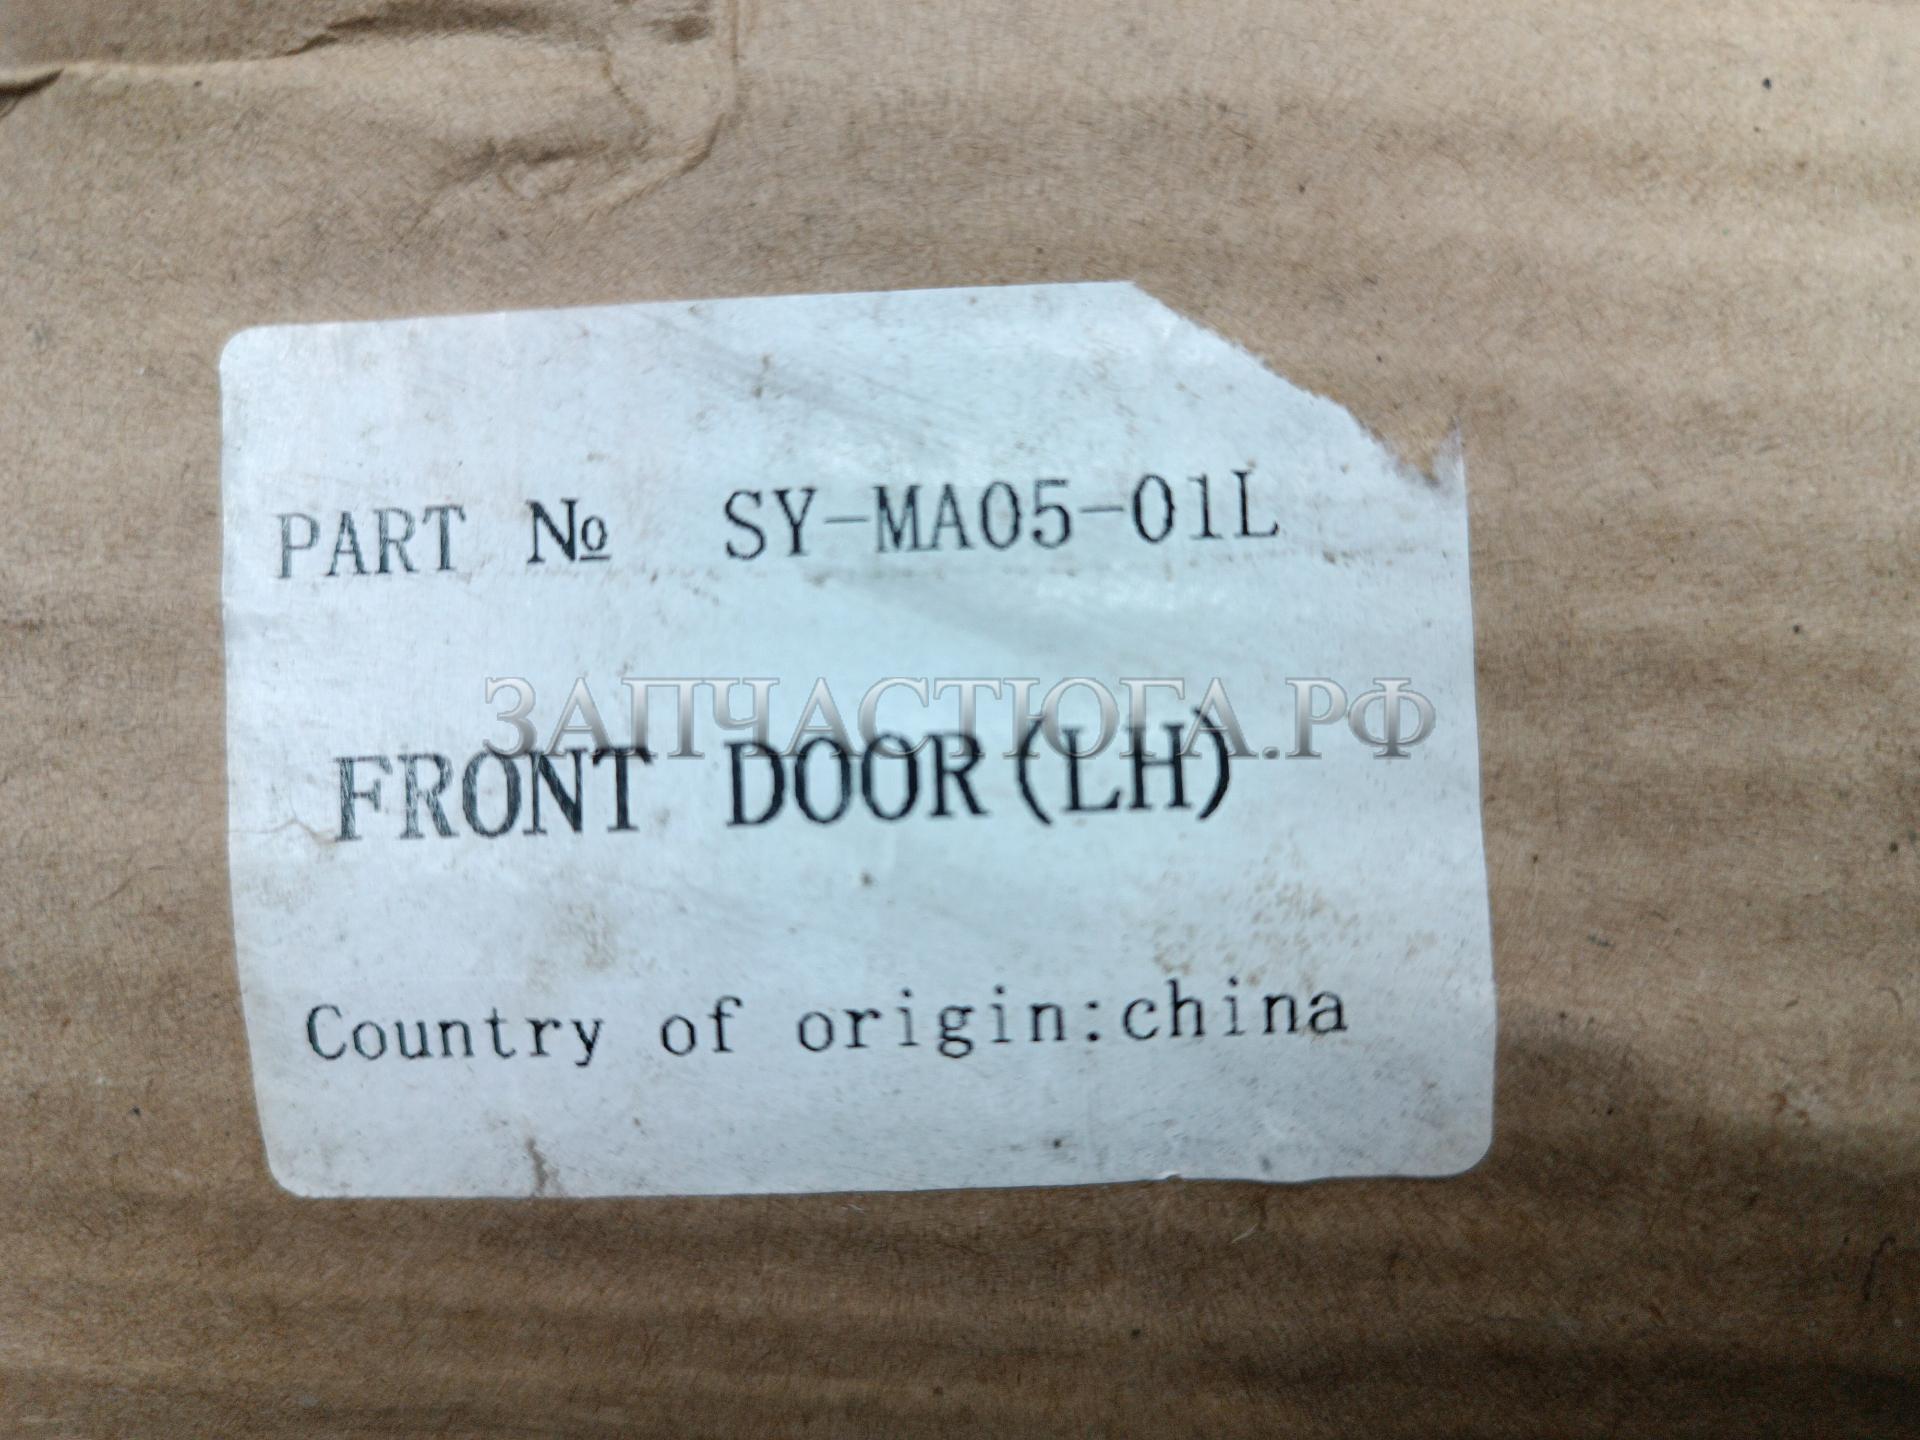 PART № SY-MA05-01L
ЗАПЧАСТЮГА.РФ
FRONT DOOR(LH)
Country of origin:china